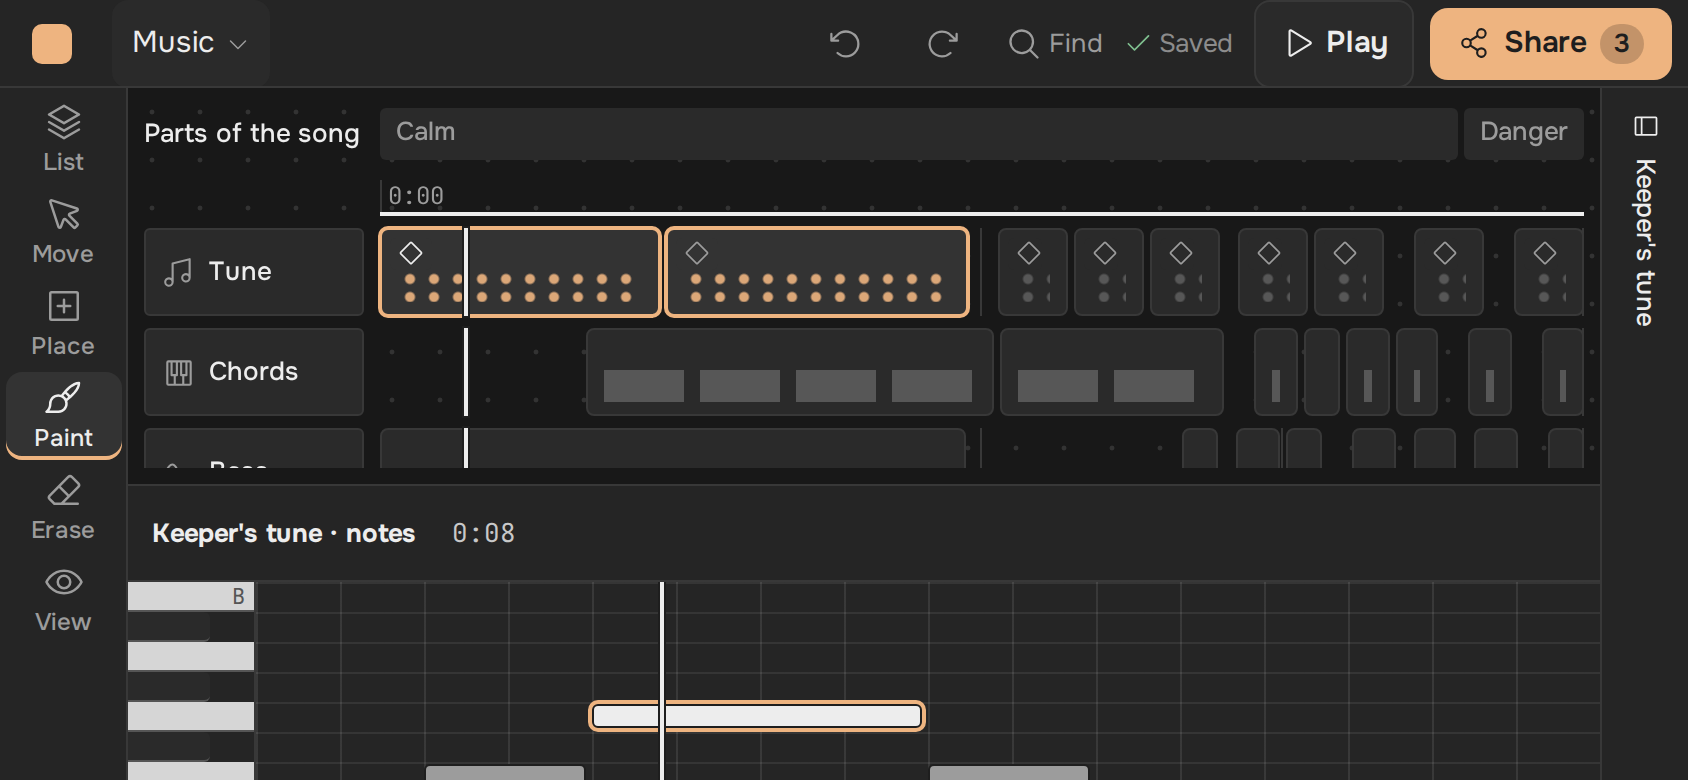 Music
Find
Saved
Play
Share 3
List
Move
Place
Paint
Erase
View
Parts of the song
Calm
Danger
0:00
Tune
Chords
Keeper's tune
Keeper's tune · notes
0:08
B